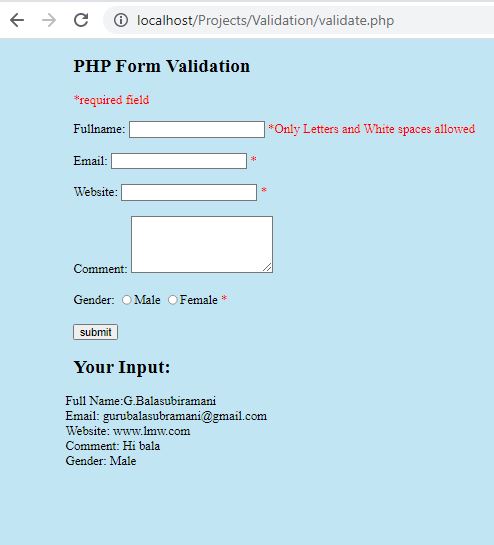 localhost/Projects/Validation/validate.php
PHP Form Validation
*required field
Fullname: *Only Letters and White spaces allowed
Email: *
Website: *
Comment:
Gender: Male Female *
submit
Your Input:
Full Name:G.Balasubiramani
Email: gurubalasubramani@gmail.com
Website: www.lmw.com
Comment: Hi bala
Gender: Male